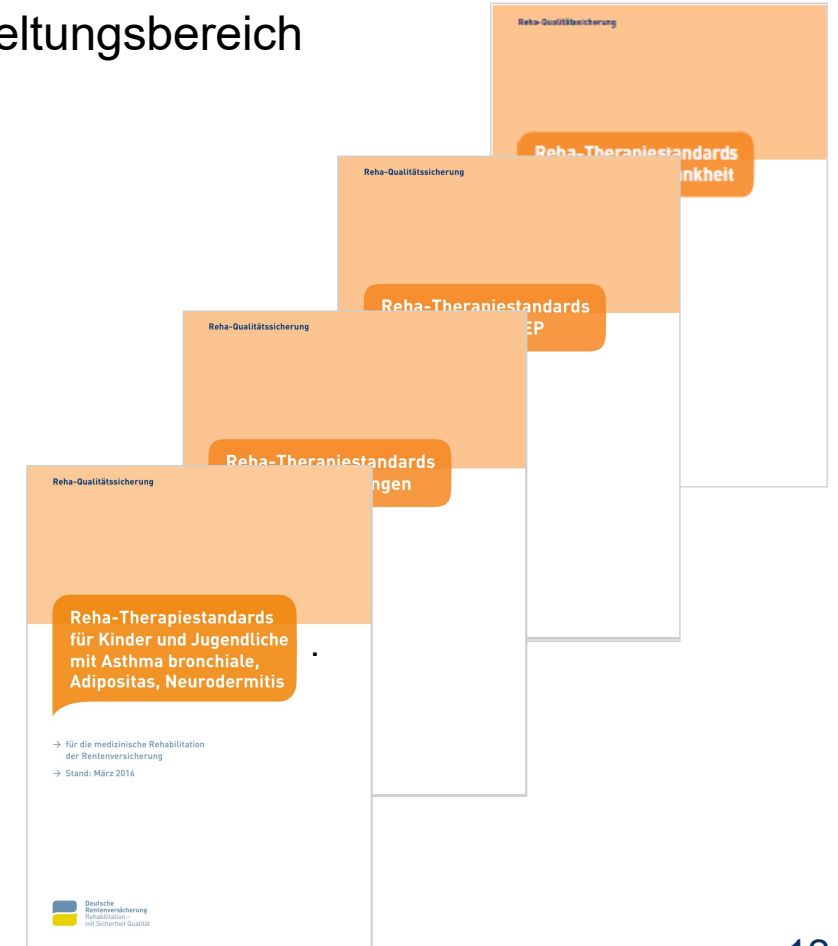 eltungsbereich
Reha-Qualitätssicherung
Reha-Therapiestandards
nkheit
Reha-Qualitätssicherung
Reha-Therapiestandards
EP
Reha-Qualitätssicherung
Reha-Therapiestandards
ngen
Reha-Qualitätssicherung
Reha-Therapiestandards
für Kinder und Jugendliche
mit Asthma bronchiale,
Adipositas, Neurodermitis
.
→ für die medizinische Rehabilitation
der Rentenversicherung
→ Stand: März 2016
Deutsche
Rentenversicherung
Rehabilitation –
mit Sicherheit Qualität